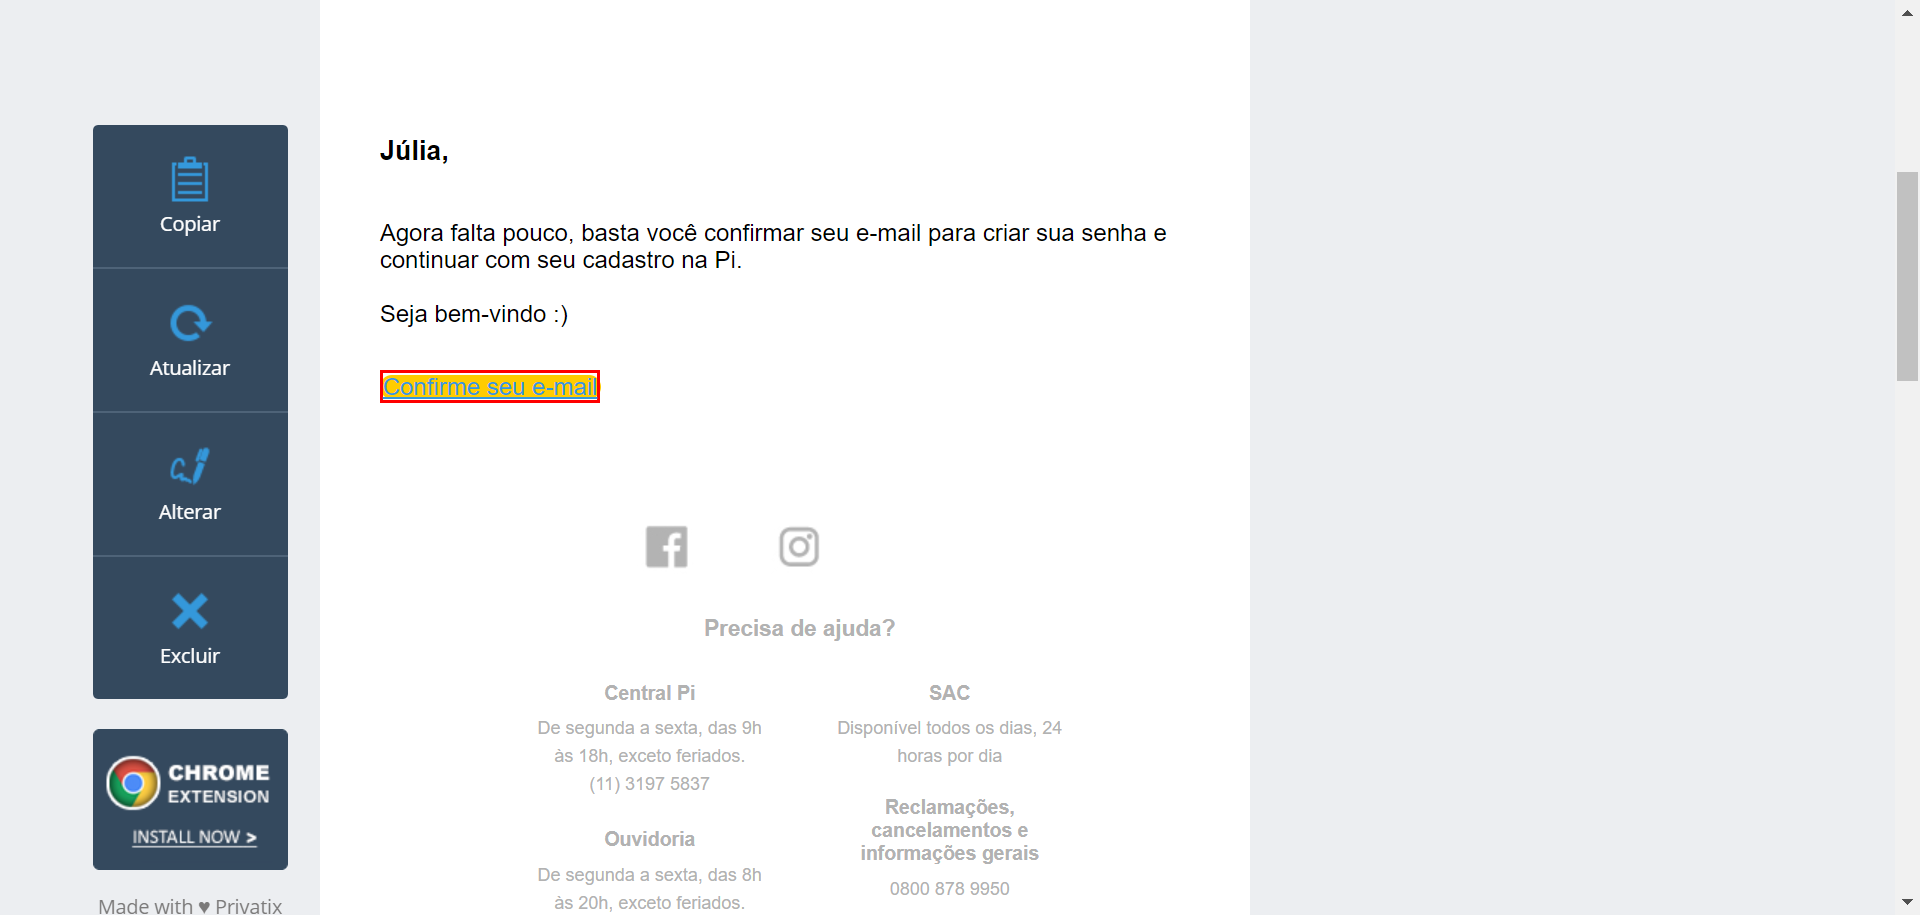 Copiar
Atualizar
Alterar
Excluir
CHROME
EXTENSION
INSTALL NOW >
Made with ♥ Privatix
Júlia,
Agora falta pouco, basta você confirmar seu e-mail para criar sua senha e
continuar com seu cadastro na Pi.
Seja bem-vindo :)
Confirme seu e-mail
Precisa de ajuda?
Central Pi
De segunda a sexta, das 9h
às 18h, exceto feriados.
(11) 3197 5837
Ouvidoria
De segunda a sexta, das 8h
às 20h, exceto feriados.
SAC
Disponível todos os dias, 24
horas por dia
Reclamações,
cancelamentos e
informações gerais
0800 878 9950